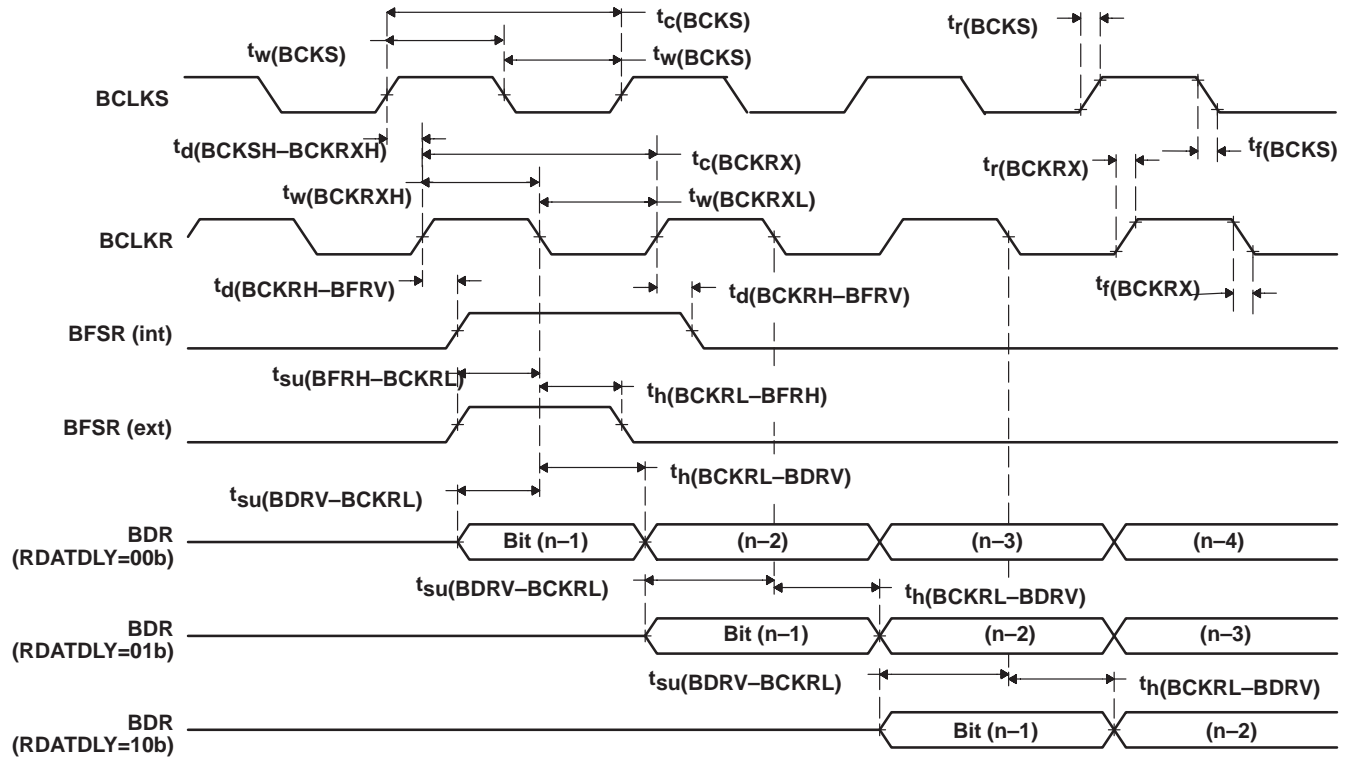 tc(BCKS)
tr(BCKS)
tw(BCKS)
tw(BCKS)
BCLKS
td(BCKSH–BCKRXH)
tc(BCKRX)
tr(BCKRX)
tf(BCKS)
tw(BCKRXH)
tw(BCKRXL)
BCLKR
td(BCKRH–BFRV)
td(BCKRH–BFRV)
tf(BCKRX)
BFSR (int)
tsu(BFRH–BCKRL)
th(BCKRL–BFRH)
BFSR (ext)
th(BCKRL–BDRV)
tsu(BDRV–BCKRL)
BDR
(RDATDLY=00b)
Bit (n–1) (n–2) (n–3) (n–4)
tsu(BDRV–BCKRL)
th(BCKRL–BDRV)
BDR
(RDATDLY=01b)
Bit (n–1) (n–2) (n–3)
tsu(BDRV–BCKRL)
th(BCKRL–BDRV)
BDR
(RDATDLY=10b)
Bit (n–1) (n–2)